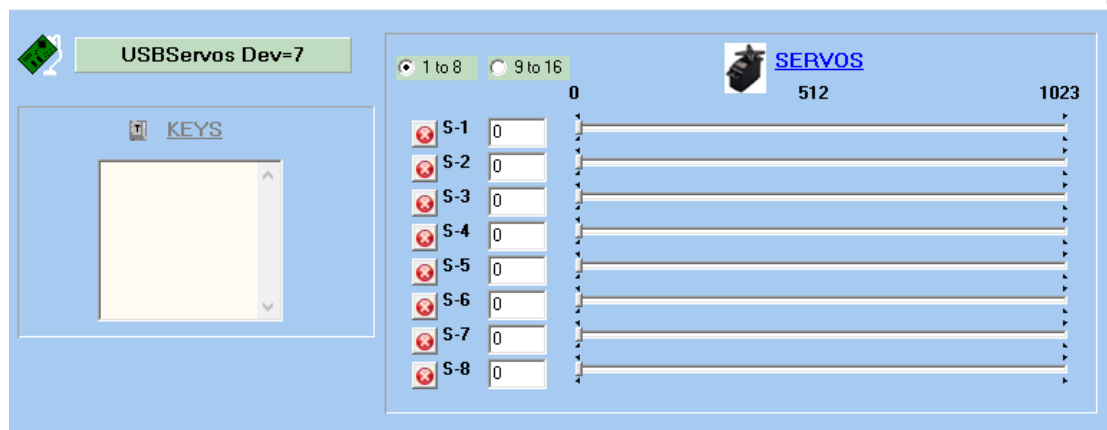 USBServos Dev=7
KEYS
1 to 8 9 to 16
SERVOS
0 512 1023
S-1 0
S-2 0
S-3 0
S-4 0
S-5 0
S-6 0
S-7 0
S-8 0